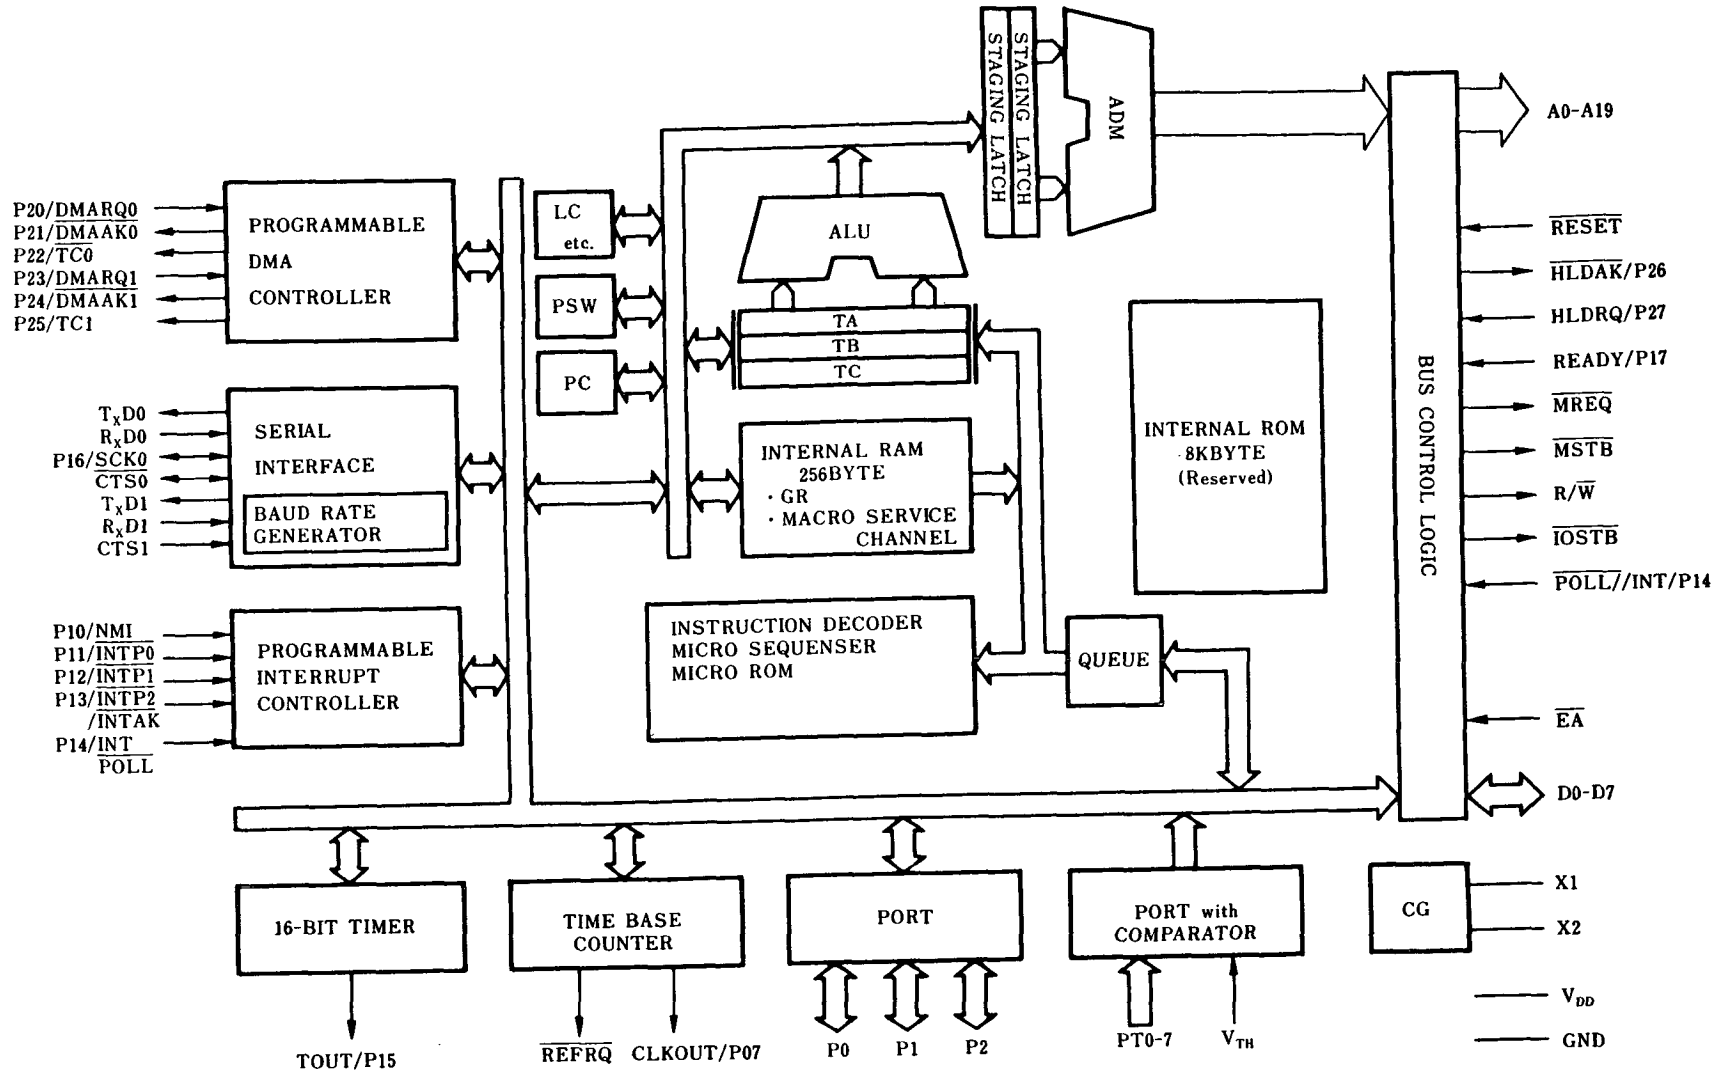 STAGING LATCH
STAGING LATCH
ADM
A0-A19
P20/DMARQ0
P21/DMAAK0
P22/TC0
P23/DMARQ1
P24/DMAAK1
P25/TC1
PROGRAMMABLE
DMA
CONTROLLER
LC
etc.
PSW
PC
ALU
TA
TB
TC
INTERNAL ROM
8KBYTE
(Reserved)
BUS CONTROL LOGIC
RESET
HLDAK/P26
HLDRQ/P27
READY/P17
MREQ
MSTB
R/W
IOSTB
POLL//INT/P14
EA
D0-D7
TxD0
RxD0
P16/SCK0
CTS0
TxD1
RxD1
CTS1
SERIAL
INTERFACE
BAUD RATE
GENERATOR
INTERNAL RAM
256BYTE
· GR
· MACRO SERVICE
CHANNEL
P10/NMI
P11/INTP0
P12/INTP1
P13/INTP2
/INTAK
P14/INT
POLL
PROGRAMMABLE
INTERRUPT
CONTROLLER
INSTRUCTION DECODER
MICRO SEQUENSER
MICRO ROM
QUEUE
16-BIT TIMER
TIME BASE
COUNTER
PORT
PORT with
COMPARATOR
CG
X1
X2
VDD
GND
TOUT/P15
REFRQ
CLKOUT/P07
P0
P1
P2
PT0-7
VTH